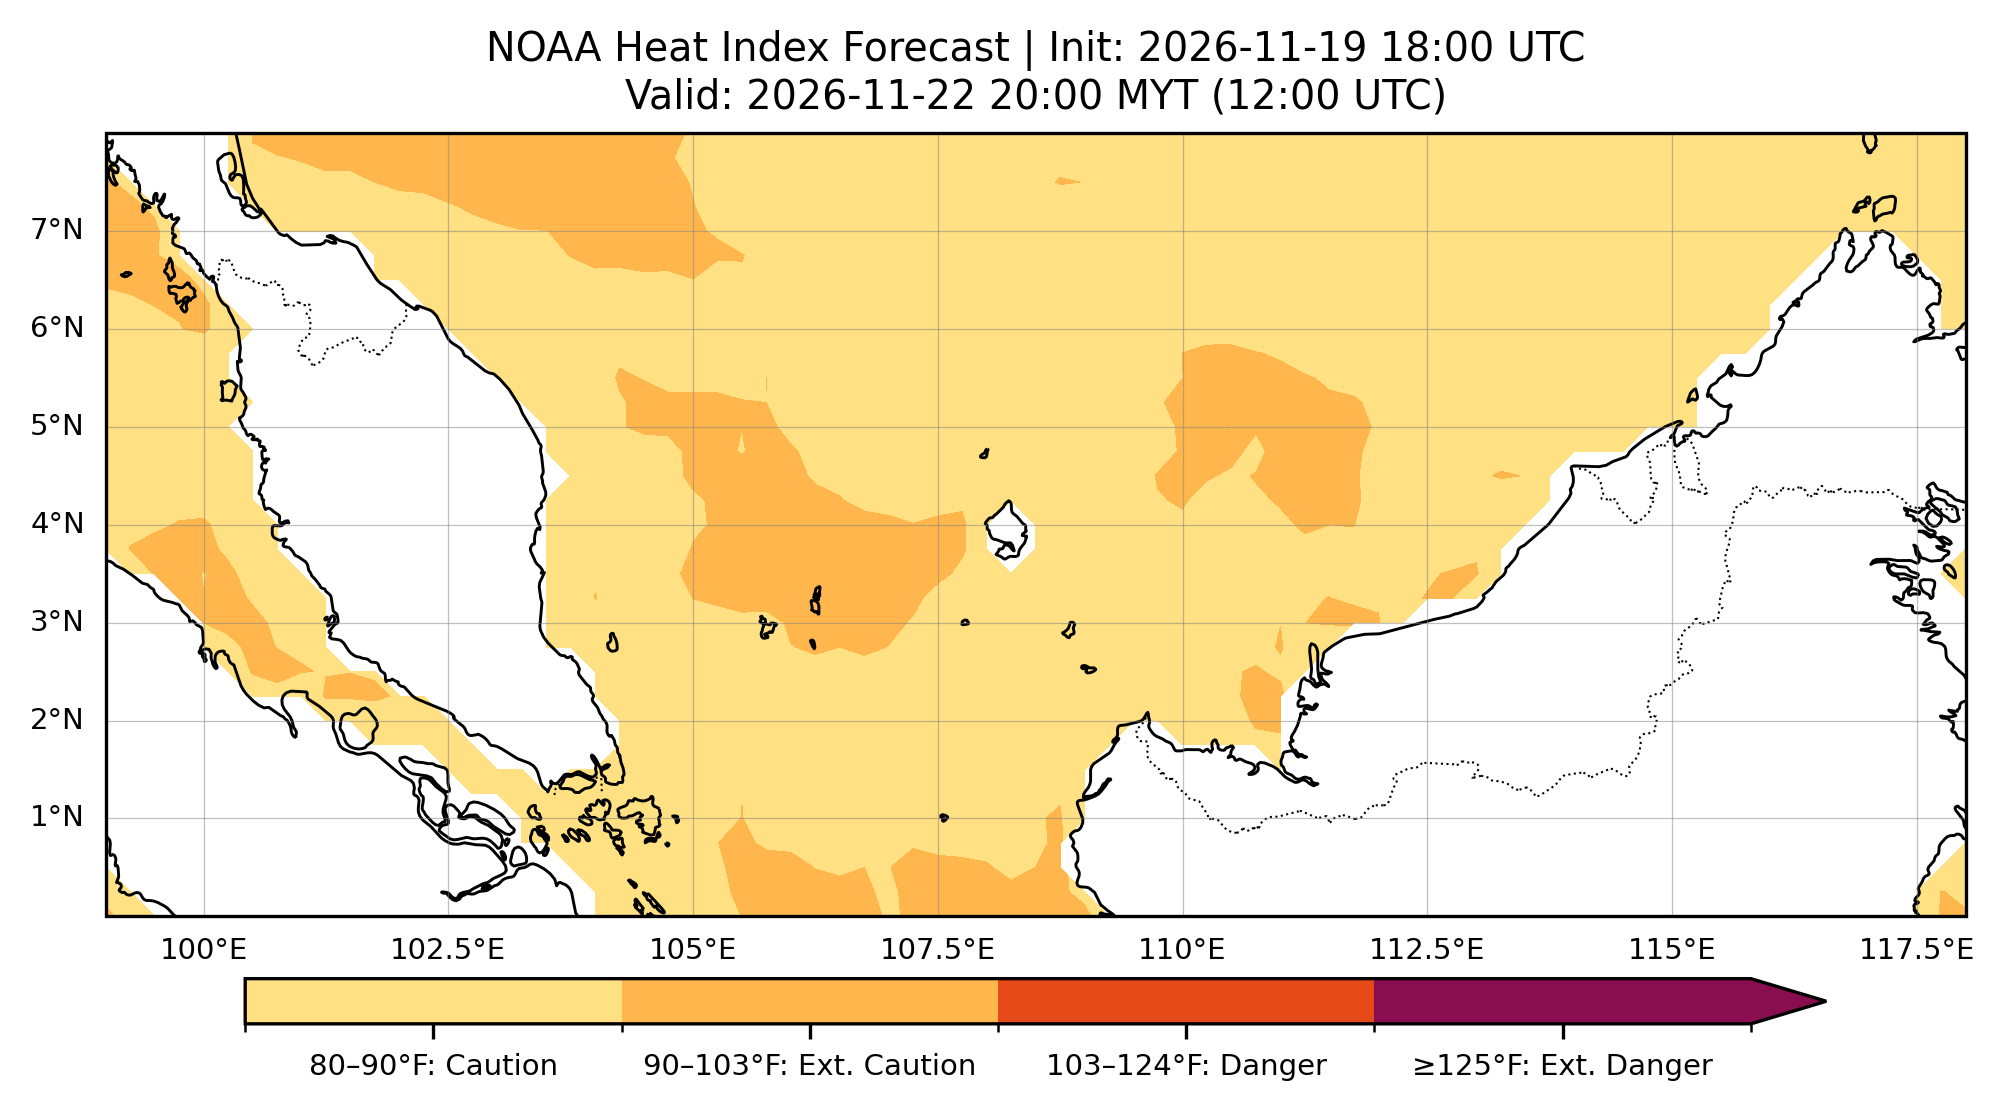 NOAA Heat Index Forecast | Init: 2026-11-19 18:00 UTC
Valid: 2026-11-22 20:00 MYT (12:00 UTC)
7°N
6°N
5°N
4°N
3°N
2°N
1°N
100°E 102.5°E 105°E 107.5°E 110°E 112.5°E 115°E 117.5°E
80–90°F: Caution 90–103°F: Ext. Caution 103–124°F: Danger ≥125°F: Ext. Danger